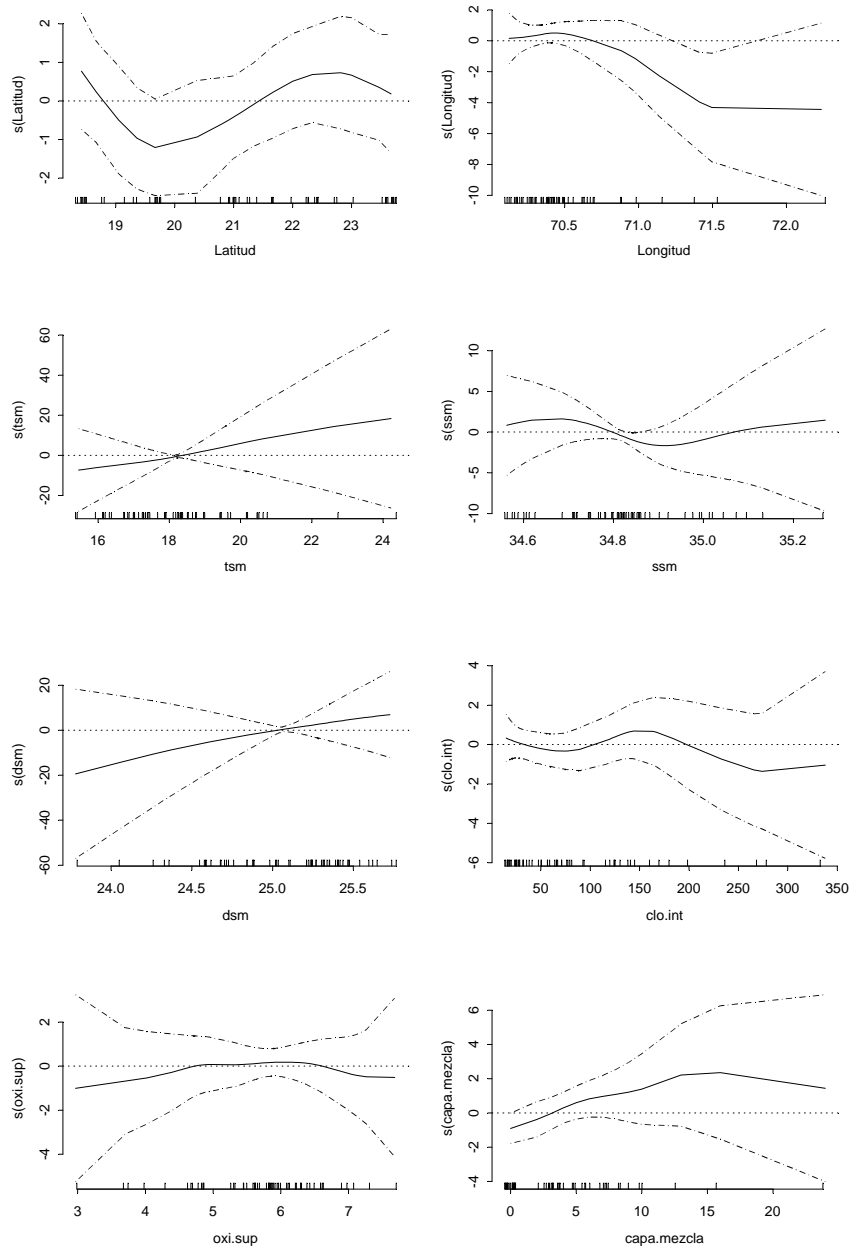 s(Latitud)
2
1
0
-1
-2
19 20 21 22 23
Latitud
s(Longitud)
2
0
-2
-4
-6
-8
-10
70.5 71.0 71.5 72.0
Longitud
s(tsm)
60
40
20
0
-20
16 18 20 22 24
tsm
s(ssm)
10
5
0
-5
-10
34.6 34.8 35.0 35.2
ssm
s(dsm)
20
0
-20
-40
-60
24.0 24.5 25.0 25.5
dsm
s(clo.int)
4
2
0
-2
-4
-6
50 100 150 200 250 300 350
clo.int
s(oxi.sup)
2
0
-2
-4
3 4 5 6 7
oxi.sup
s(capa.mezcla)
6
4
2
0
-2
-4
0 5 10 15 20
capa.mezcla